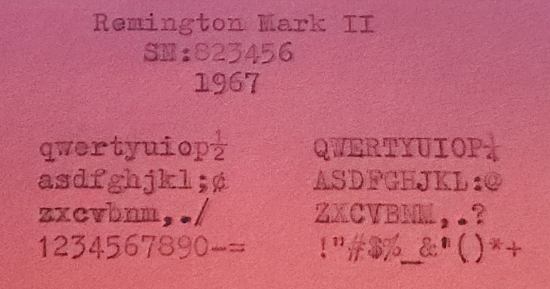 Remington Mark II
SN:823456
1967
qwertyuiop½ QWERTYUIOP¼
asdfghjkl;¢ ASDFGHJKL:@
zxcvbnm,./ ZXCVBNM,.?
1234567890-= !"#$%_&'()*+